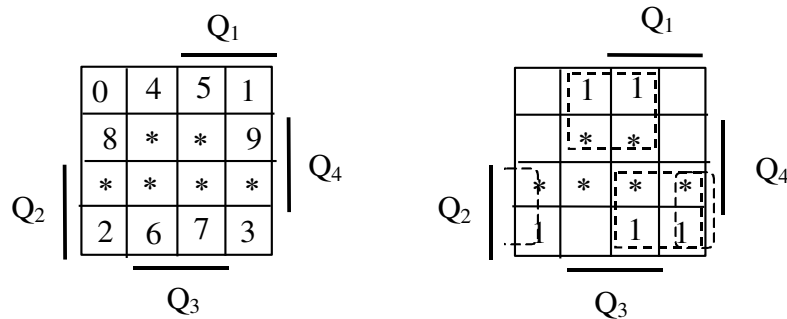 Q₁ Q₁
0 4 5 1 1 1
8 * * 9 * *
Q₄ Q₄
* * * * * * * *
Q₂ Q₂
2 6 7 3 1 1 1
Q₃ Q₃